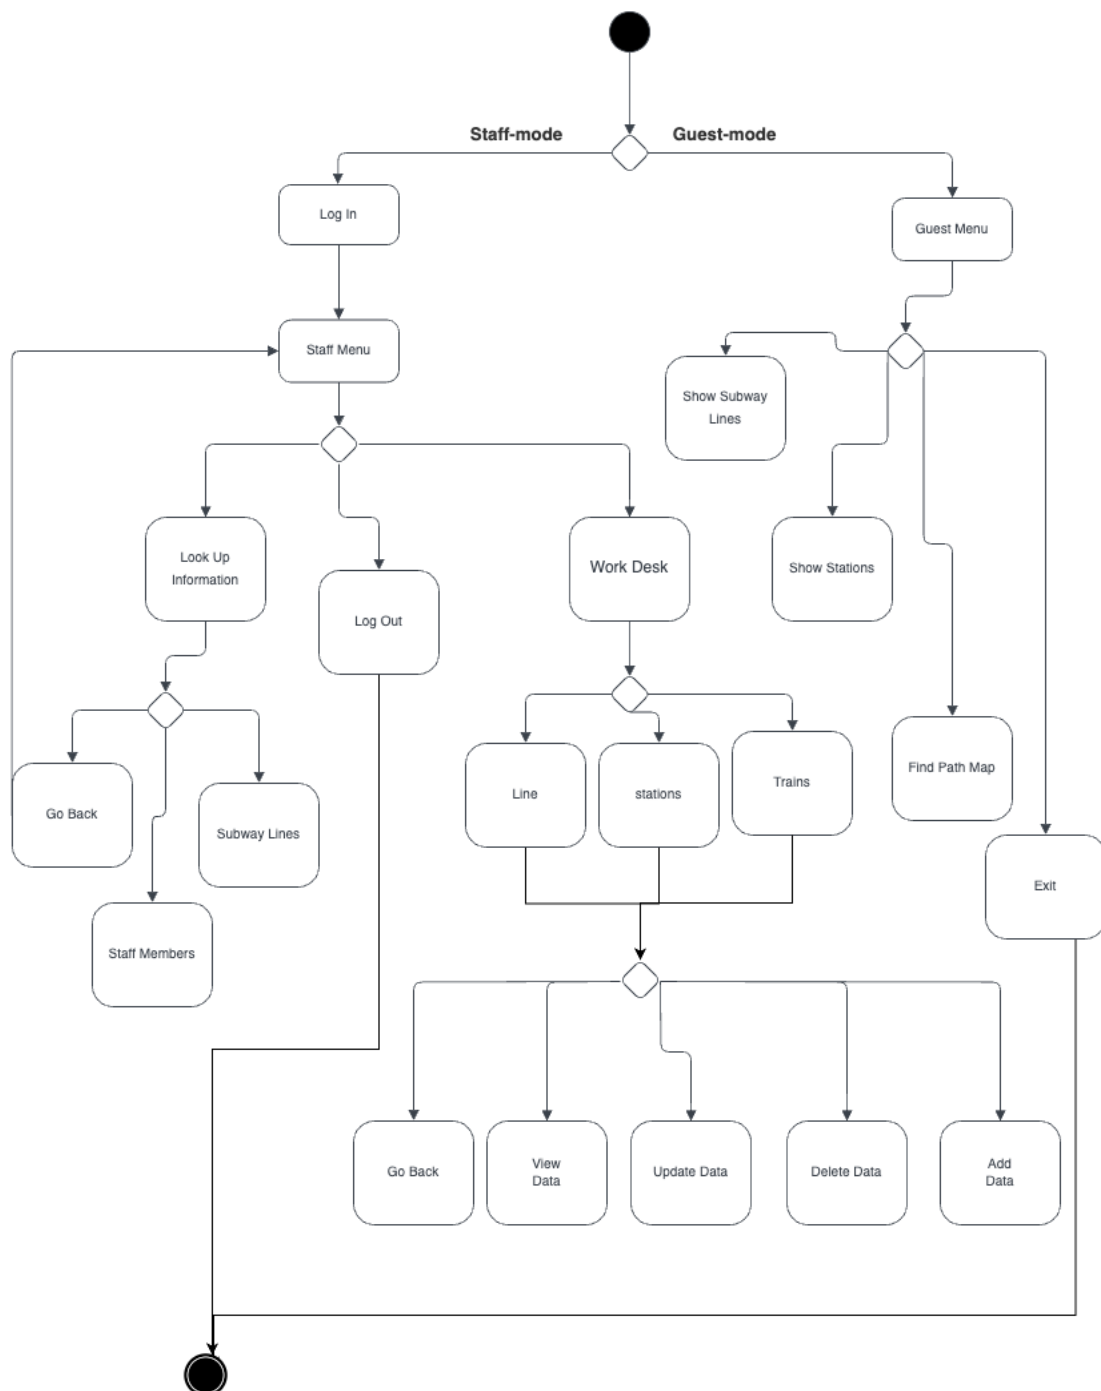 Staff-mode
Guest-mode
Log In
Guest Menu
Staff Menu
Show Subway
Lines
Look Up
Information
Work Desk
Show Stations
Log Out
Line
stations
Trains
Find Path Map
Go Back
Subway Lines
Exit
Staff Members
Go Back
View
Data
Update Data
Delete Data
Add
Data